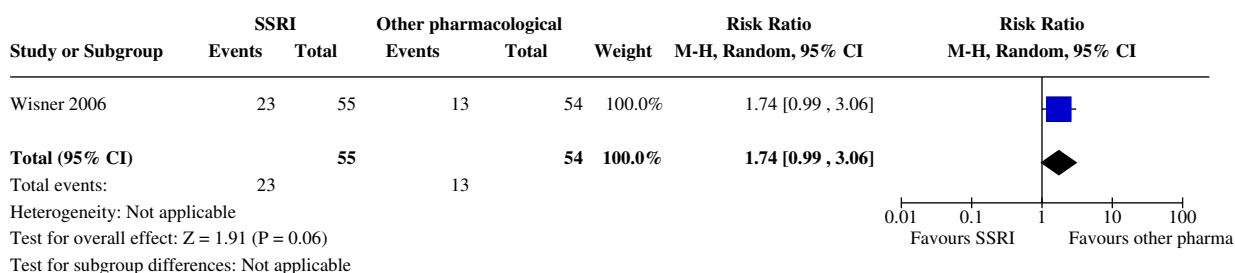 SSRI Other pharmacological Risk Ratio Risk Ratio
Study or Subgroup Events Total Events Total Weight M-H, Random, 95% CI M-H, Random, 95% CI
Wisner 2006 23 55 13 54 100.0% 1.74 [0.99 , 3.06]
Total (95% CI) 55 54 100.0% 1.74 [0.99 , 3.06]
Total events: 23 13
Heterogeneity: Not applicable
0.01 0.1 1 10 100
Test for overall effect: Z = 1.91 (P = 0.06) Favours SSRI Favours other pharma
Test for subgroup differences: Not applicable